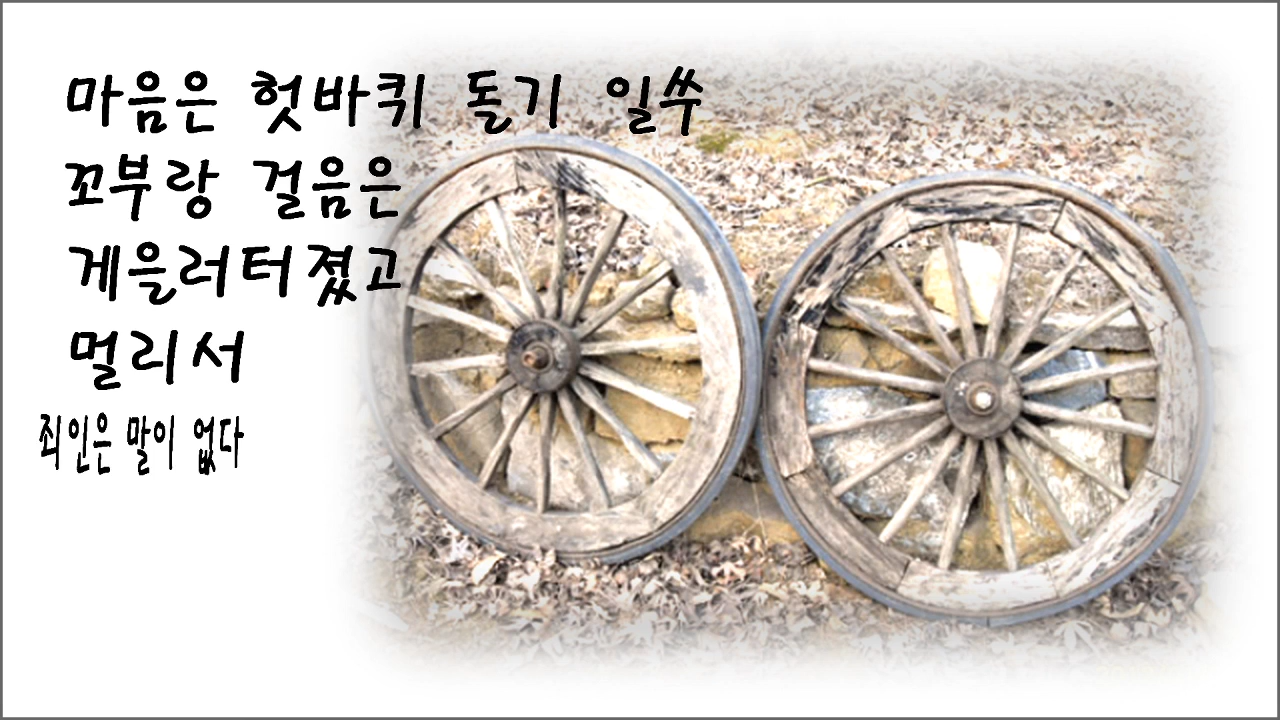 마음은 헛바퀴 돌기 일쑤
꼬부랑 걸음은
게을러터졌고
멀리서
죄인은 말이 없다